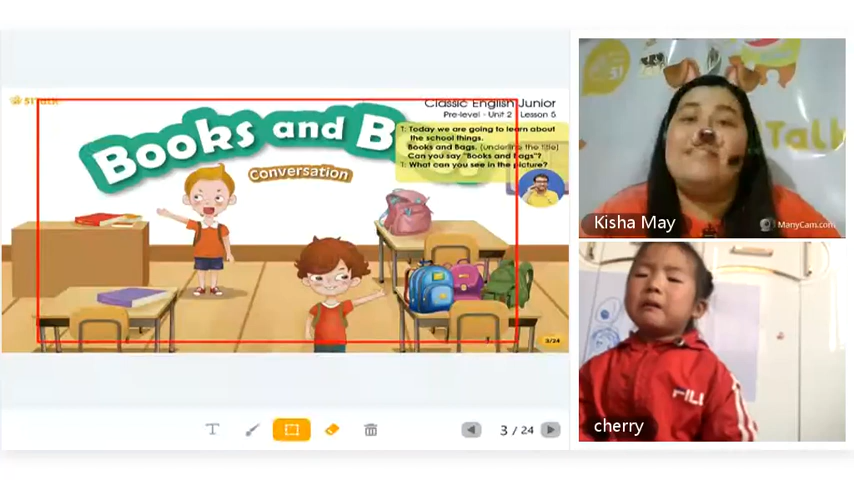 51Talk
Classic English Junior
Pre-level - Unit 2 Lesson 5
Books and B
Conversation
T: Today we are going to learn about
the school things.
Books and Bags. (underline the title)
Can you say "Books and Bags"?
T: What can you see in the picture?
3/24
T
3 / 24
51
Talk
Kisha May
ManyCam.com
FILA
cherry